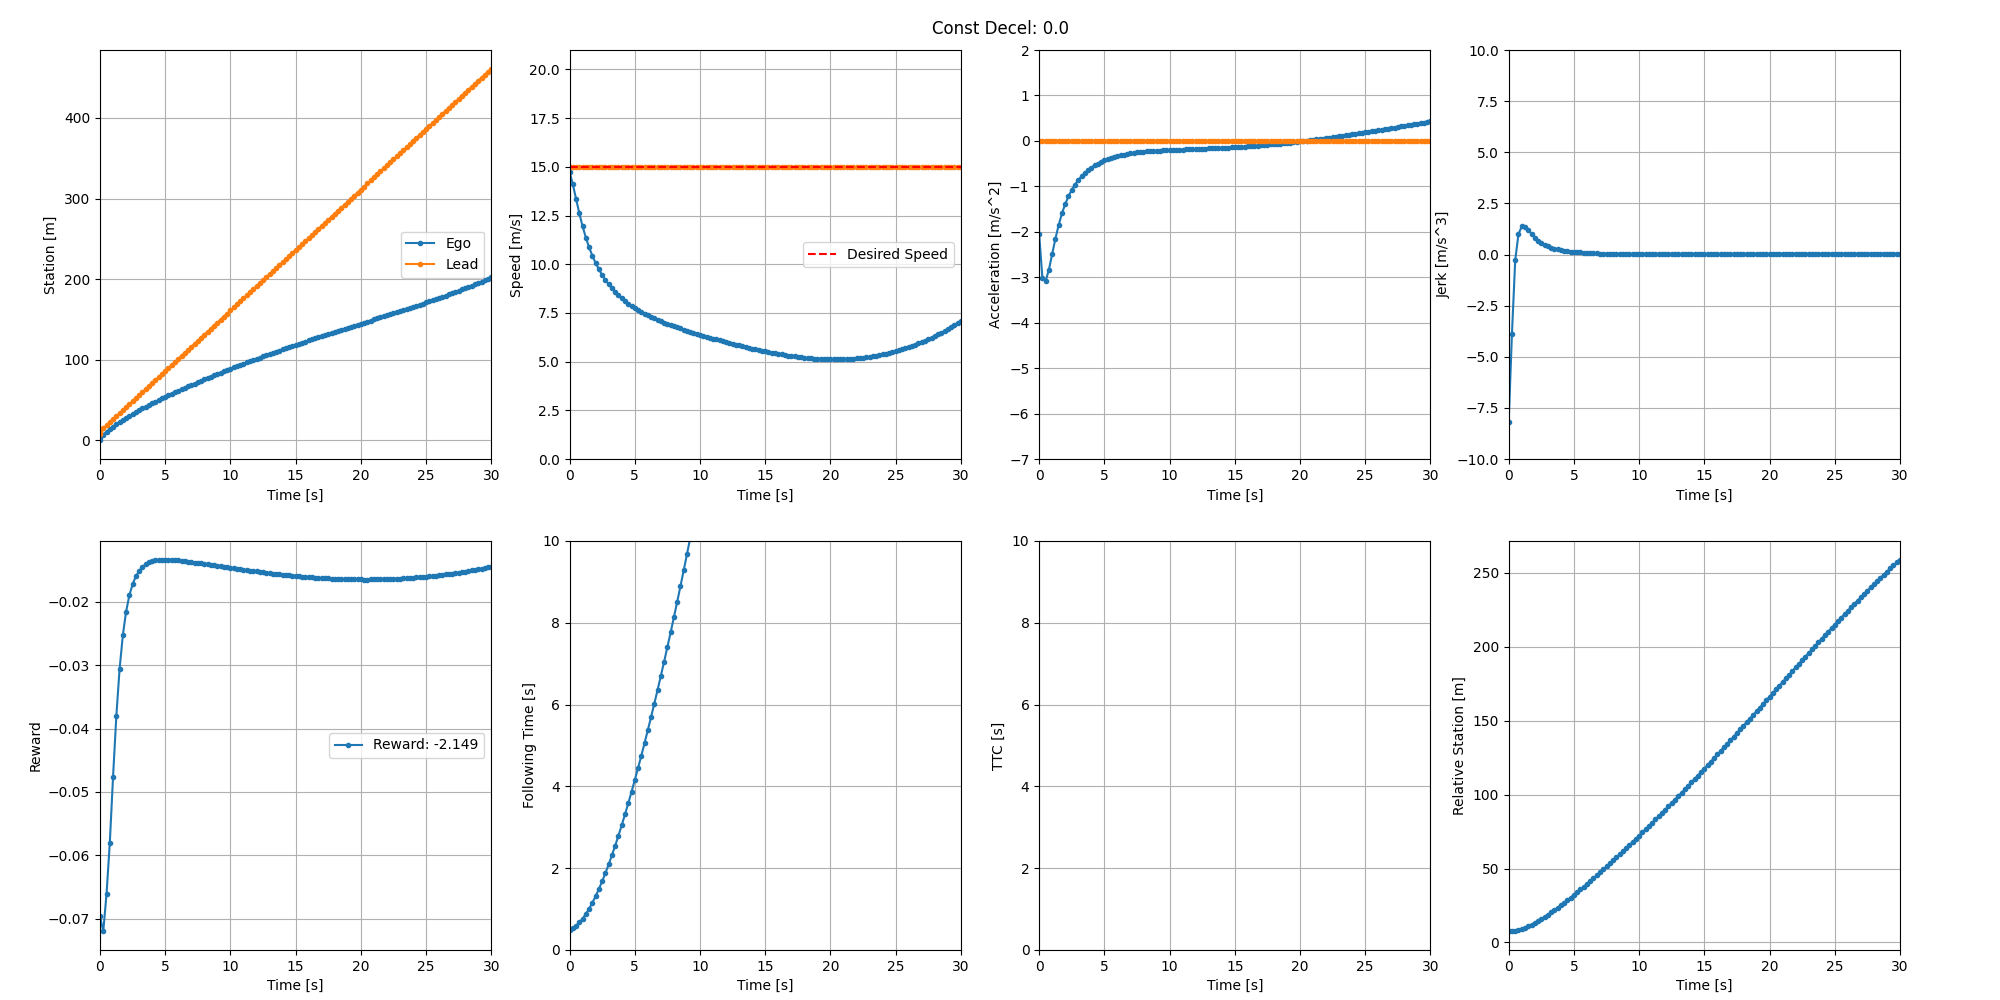 Const Decel: 0.0
Station [m]
400
300
200
100
0
Ego
Lead
0 5 10 15 20 25 30
Time [s]
Speed [m/s]
20.0
17.5
15.0
12.5
10.0
7.5
5.0
2.5
0.0
Desired Speed
0 5 10 15 20 25 30
Time [s]
Acceleration [m/s^2]
2
1
0
−1
−2
−3
−4
−5
−6
−7
0 5 10 15 20 25 30
Time [s]
Jerk [m/s^3]
10.0
7.5
5.0
2.5
0.0
−2.5
−5.0
−7.5
−10.0
0 5 10 15 20 25 30
Time [s]
Reward
−0.02
−0.03
−0.04
−0.05
−0.06
−0.07
Reward: -2.149
0 5 10 15 20 25 30
Time [s]
Following Time [s]
10
8
6
4
2
0
0 5 10 15 20 25 30
Time [s]
TTC [s]
10
8
6
4
2
0
0 5 10 15 20 25 30
Time [s]
Relative Station [m]
250
200
150
100
50
0
0 5 10 15 20 25 30
Time [s]